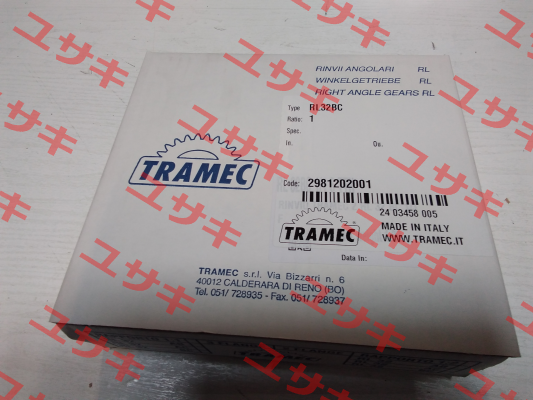 RINVII ANGOLARI RL
WINKELGETRIEBE RL
RIGHT ANGLE GEARS RL
Type RL32BC
Ratio: 1
Spec.
In. Ou.
TRAMEC
Code: 2981202001
24 03458 005
TRAMEC
MADE IN ITALY
WWW.TRAMEC.IT
Data In:
TRAMEC s.r.l. Via Bizzarri n. 6
40012 CALDERARA DI RENO (BO)
Tel. 051/ 728935 - Fax. 051/ 728937
ユサキ
ユサキ
ユサキ
ユサキ
ユサキ
ユサキ
ユサキ
ユサキ